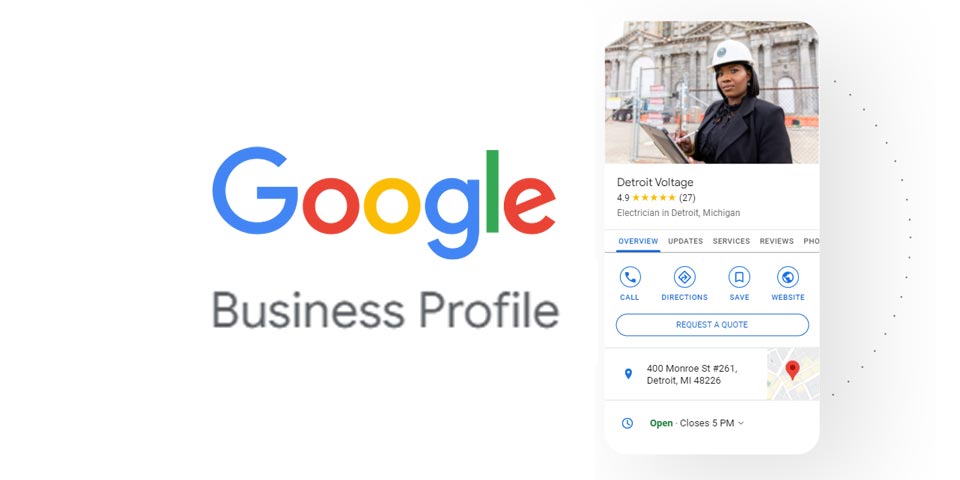 Google
Business Profile
Detroit Voltage
4.9 ★★★★★ (27)
Electrician in Detroit, Michigan
OVERVIEW UPDATES SERVICES REVIEWS PHO
CALL DIRECTIONS SAVE WEBSITE
REQUEST A QUOTE
400 Monroe St #261,
Detroit, MI 48226
Open · Closes 5 PM